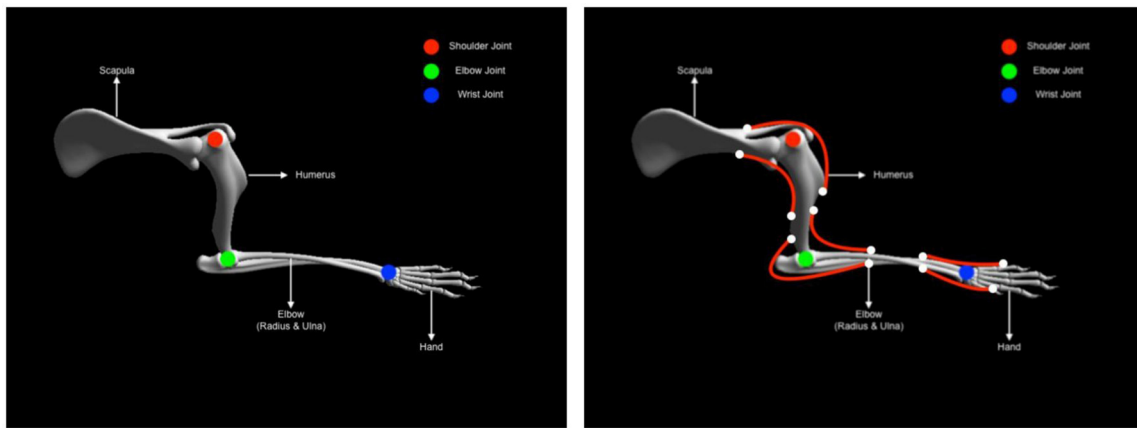 Shoulder Joint
Elbow Joint
Wrist Joint
Scapula
Humerus
Elbow
(Radius & Ulna)
Hand
Shoulder Joint
Elbow Joint
Wrist Joint
Scapula
Humerus
Elbow
(Radius & Ulna)
Hand